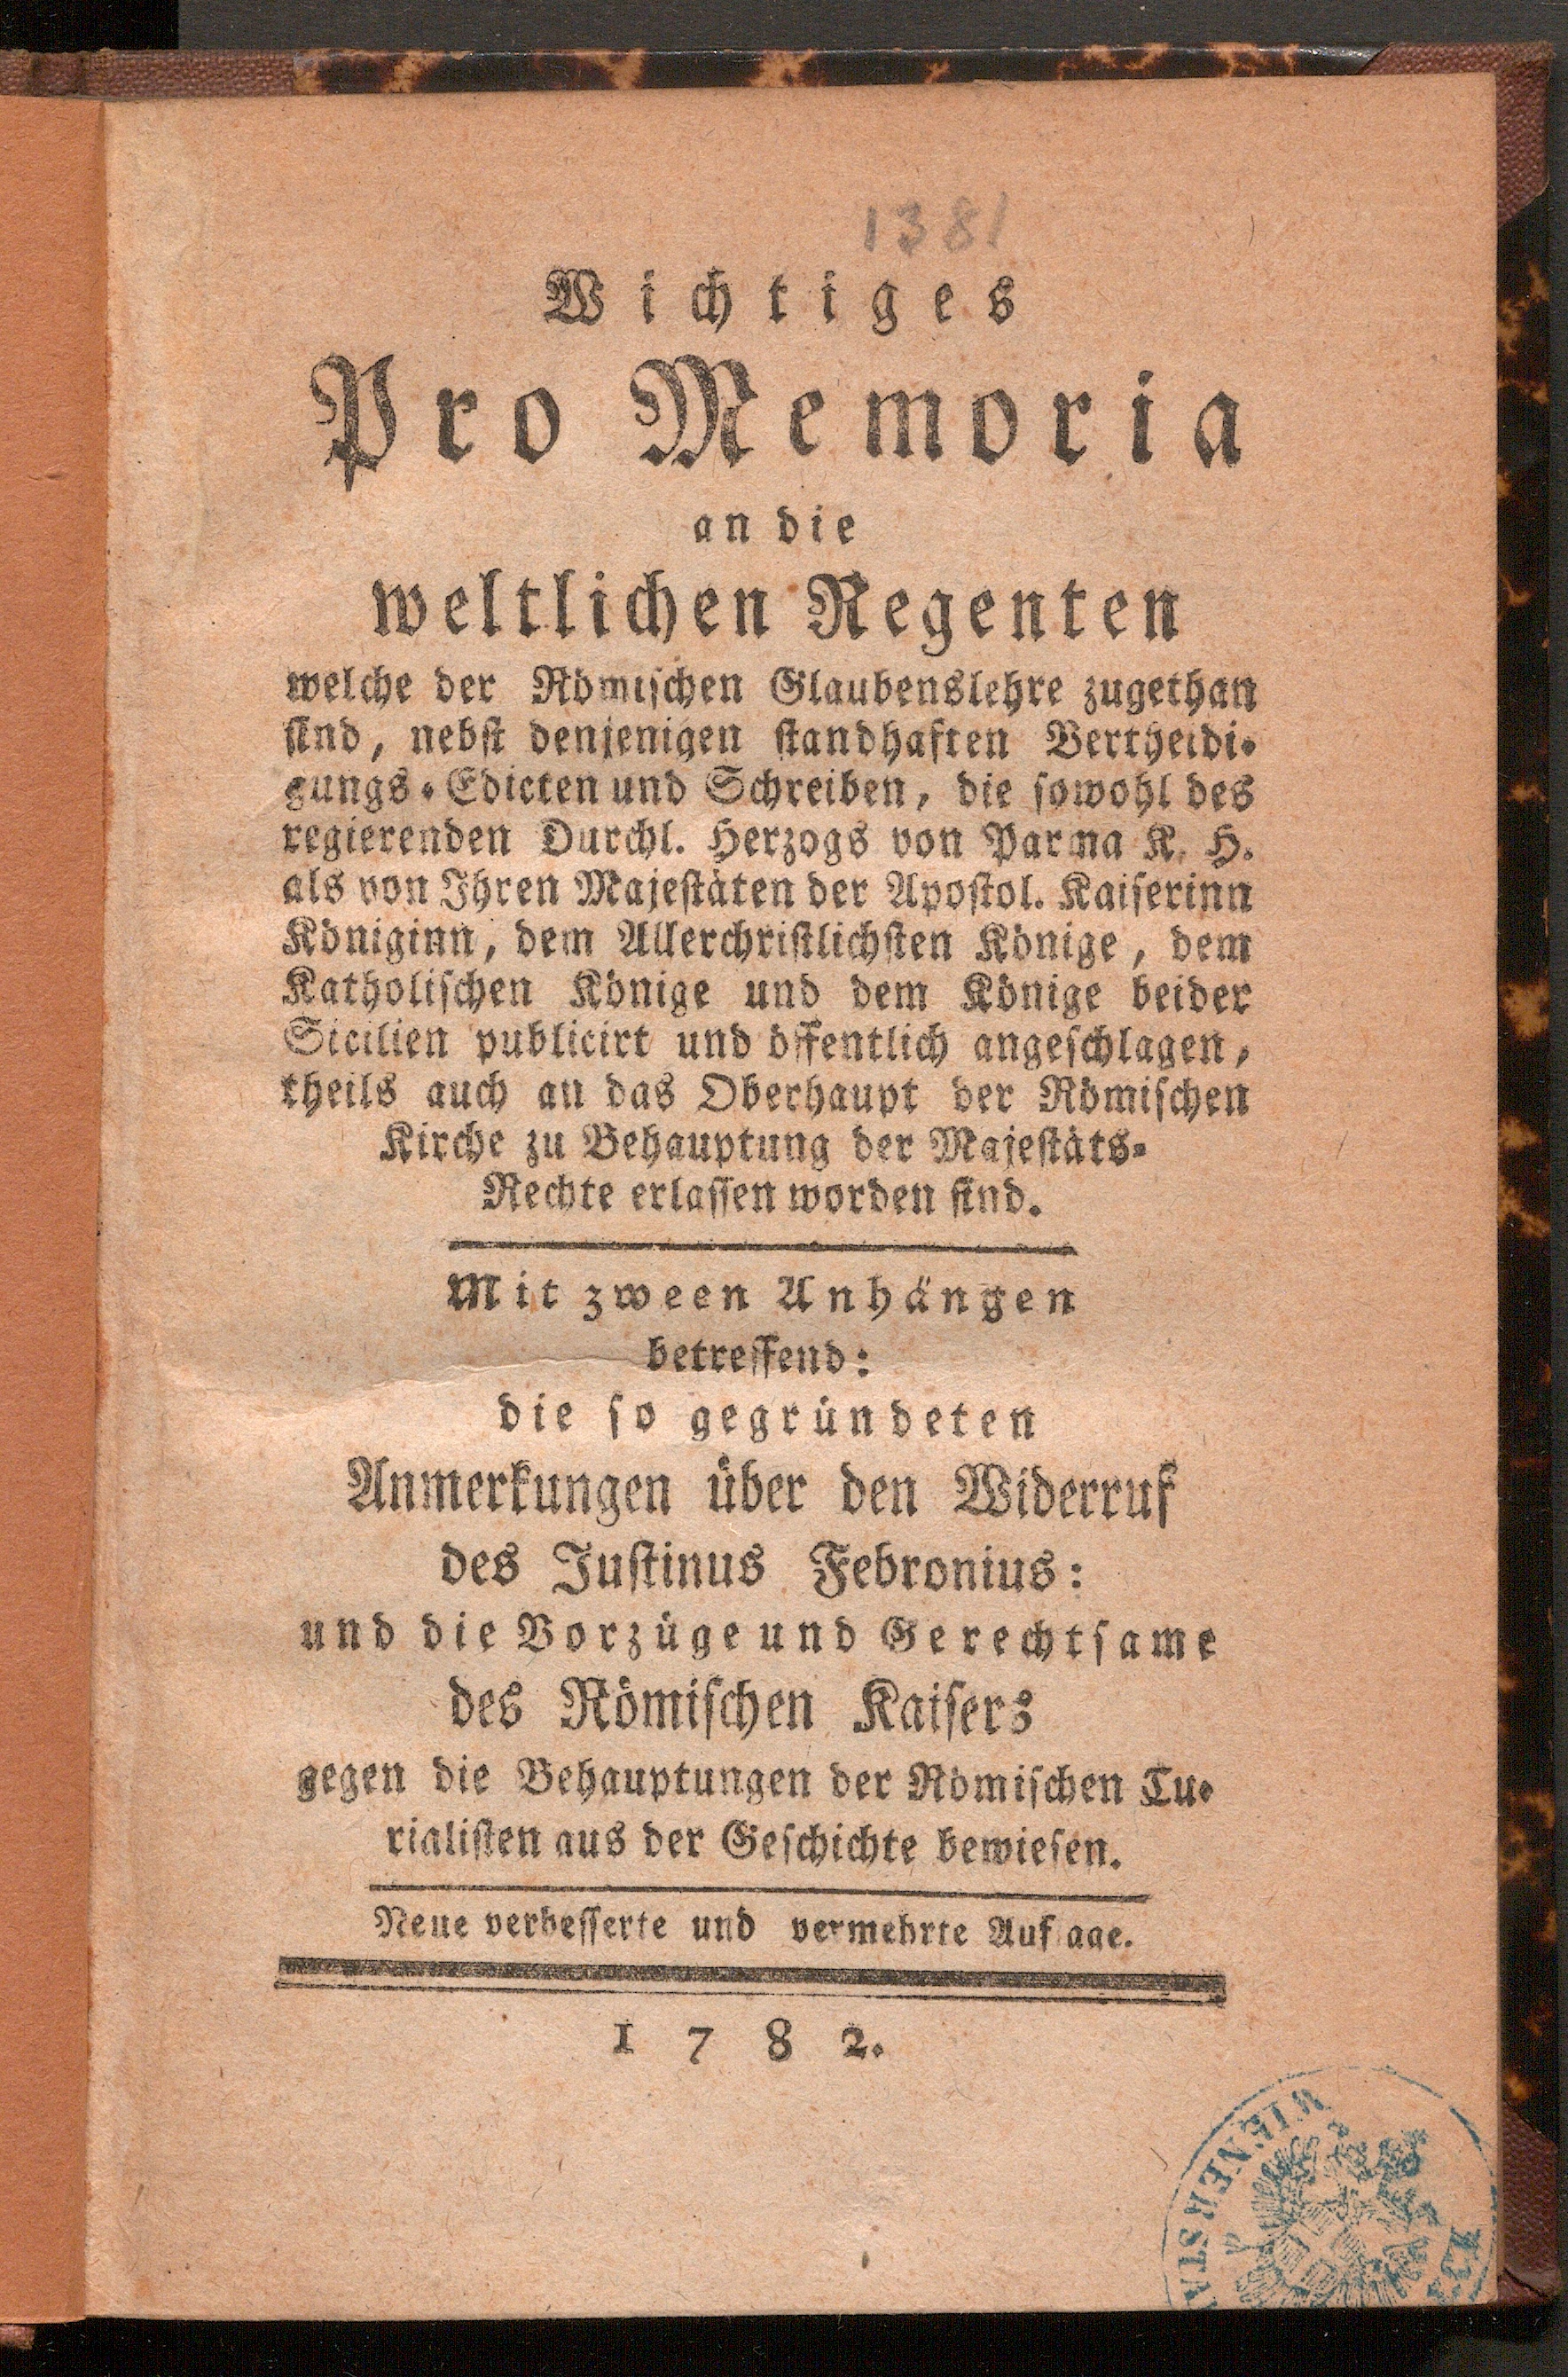 1381
Wichtiges
Pro Memoria
an die
weltlichen Regenten
welche der Römischen Glaubenslehre zugethan
sind, nebst denjenigen standhaften Vertheidi-
gungs-Edicten und Schreiben, die sowohl des
regierenden Durchl. Herzogs von Parma K. H.
als von Ihren Majestäten der Apostol. Kaiserinn
Königinn, dem Allerchristlichsten Könige, dem
Katholischen Könige und dem Könige beider
Sicilien publicirt und öffentlich angeschlagen,
theils auch an das Oberhaupt der Römischen
Kirche zu Behauptung der Majestäts-
Rechte erlassen worden sind.
Mit zween Anhängen
betreffend:
die so gegründeten
Anmerkungen über den Widerruf
des Justinus Febronius:
und die Vorzüge und Gerechtsame
des Römischen Kaisers
gegen die Behauptungen der Römischen Cu-
rialisten aus der Geschichte bewiesen.
Neue verbesserte und vermehrte Auflage.
1782.
WIENER